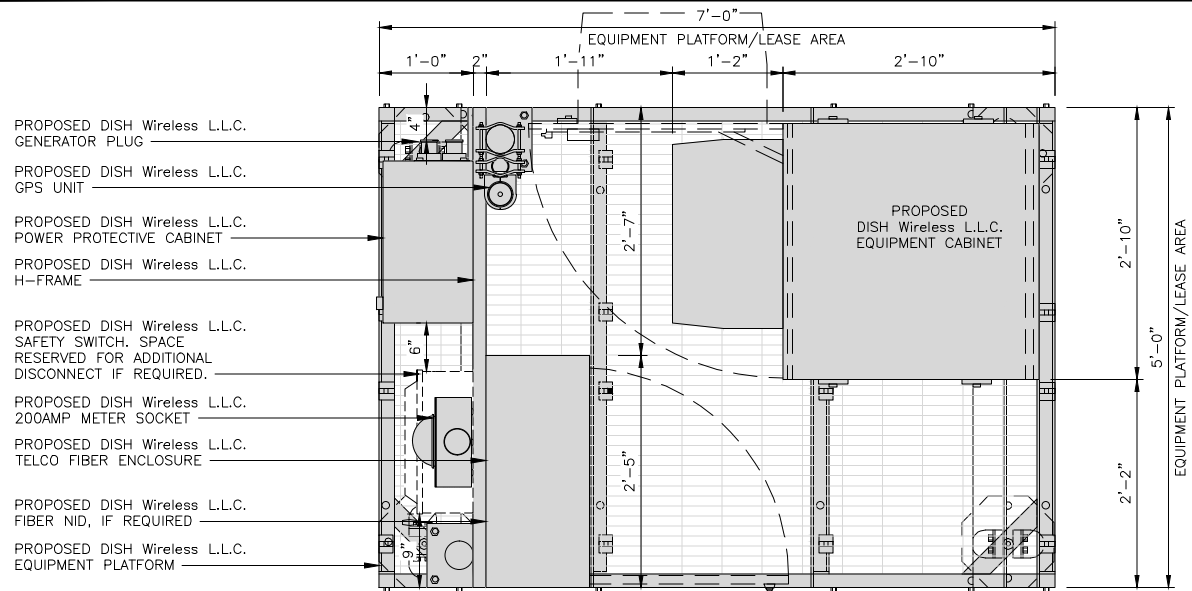 7'-0"
EQUIPMENT PLATFORM/LEASE AREA
1'-0"
2"
1'-11"
1'-2"
2'-10"
PROPOSED DISH Wireless L.L.C.
GENERATOR PLUG
PROPOSED DISH Wireless L.L.C.
GPS UNIT
PROPOSED DISH Wireless L.L.C.
POWER PROTECTIVE CABINET
PROPOSED DISH Wireless L.L.C.
H-FRAME
PROPOSED DISH Wireless L.L.C.
SAFETY SWITCH. SPACE
RESERVED FOR ADDITIONAL
DISCONNECT IF REQUIRED.
PROPOSED DISH Wireless L.L.C.
200AMP METER SOCKET
PROPOSED DISH Wireless L.L.C.
TELCO FIBER ENCLOSURE
PROPOSED DISH Wireless L.L.C.
FIBER NID, IF REQUIRED
PROPOSED DISH Wireless L.L.C.
EQUIPMENT PLATFORM
4"
6"
9"
2'-7"
2'-5"
PROPOSED
DISH Wireless L.L.C.
EQUIPMENT CABINET
2'-10"
2'-2"
5'-0"
EQUIPMENT PLATFORM/LEASE AREA